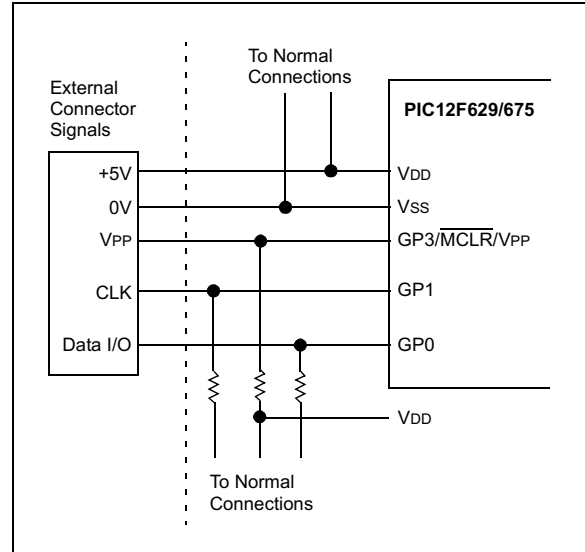 To Normal
Connections
External
Connector
Signals
PIC12F629/675
+5V
VDD
0V
VSS
VPP
GP3/MCLR/VPP
CLK
GP1
Data I/O
GP0
VDD
To Normal
Connections